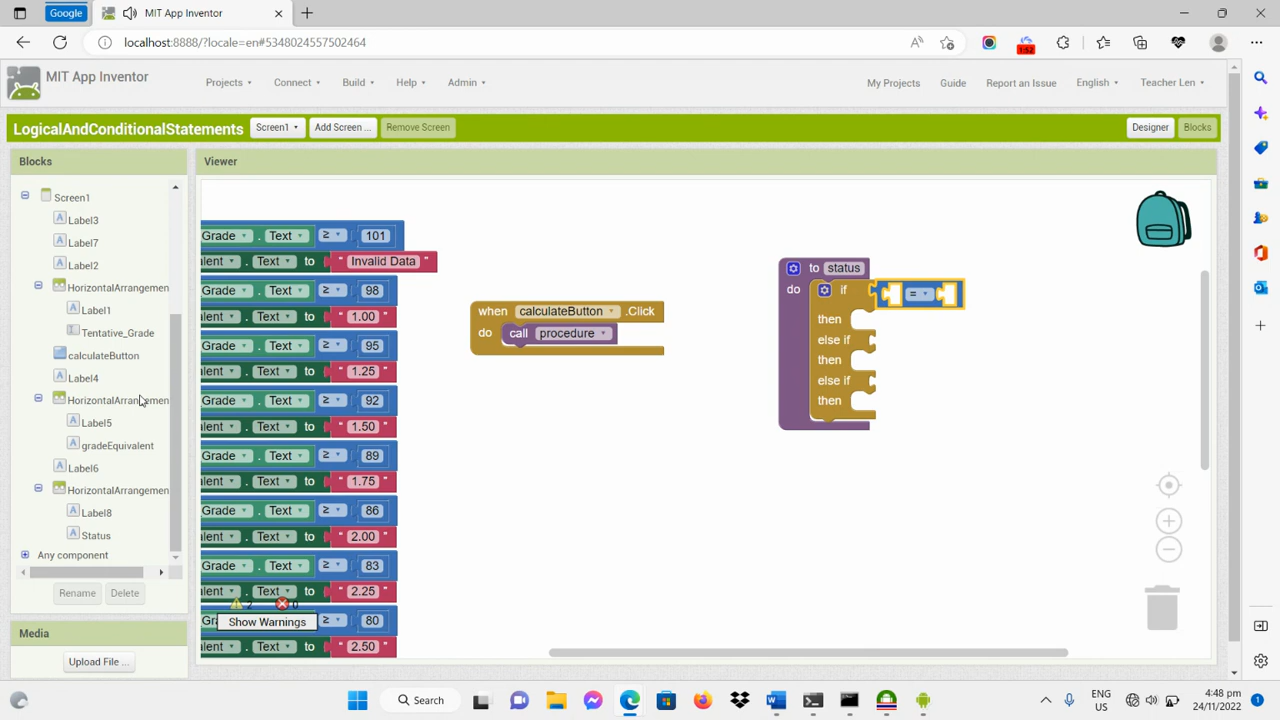 Google
MIT App Inventor
localhost:8888/?locale=en#5348024557502464
1:52
MIT App Inventor
Projects Connect Build Help Admin
My Projects Guide Report an Issue English Teacher Len
LogicalAndConditionalStatements Screen1 Add Screen ... Remove Screen Designer Blocks
Blocks
Viewer
Screen1
Label3
Label7
Label2
HorizontalArrangemen
Label1
Tentative_Grade
calculateButton
Label4
HorizontalArrangemen
Label5
gradeEquivalent
Label6
HorizontalArrangemen
Label8
Status
Any component
Rename Delete
Media
Upload File ...
Grade . Text ≥ 101
alent . Text to " Invalid Data "
Grade . Text ≥ 98
alent . Text to " 1.00 "
Grade . Text ≥ 95
alent . Text to " 1.25 "
Grade . Text ≥ 92
alent . Text to " 1.50 "
Grade . Text ≥ 89
alent . Text to " 1.75 "
Grade . Text ≥ 86
alent . Text to " 2.00 "
Grade . Text ≥ 83
alent . Text to " 2.25 "
Text ≥ 80
alent . Text to " 2.50 "
2 0
Show Warnings
when calculateButton .Click
do call procedure
to status
do if =
then
else if
then
else if
then
Search
ENG
US
4:48 pm
24/11/2022
1